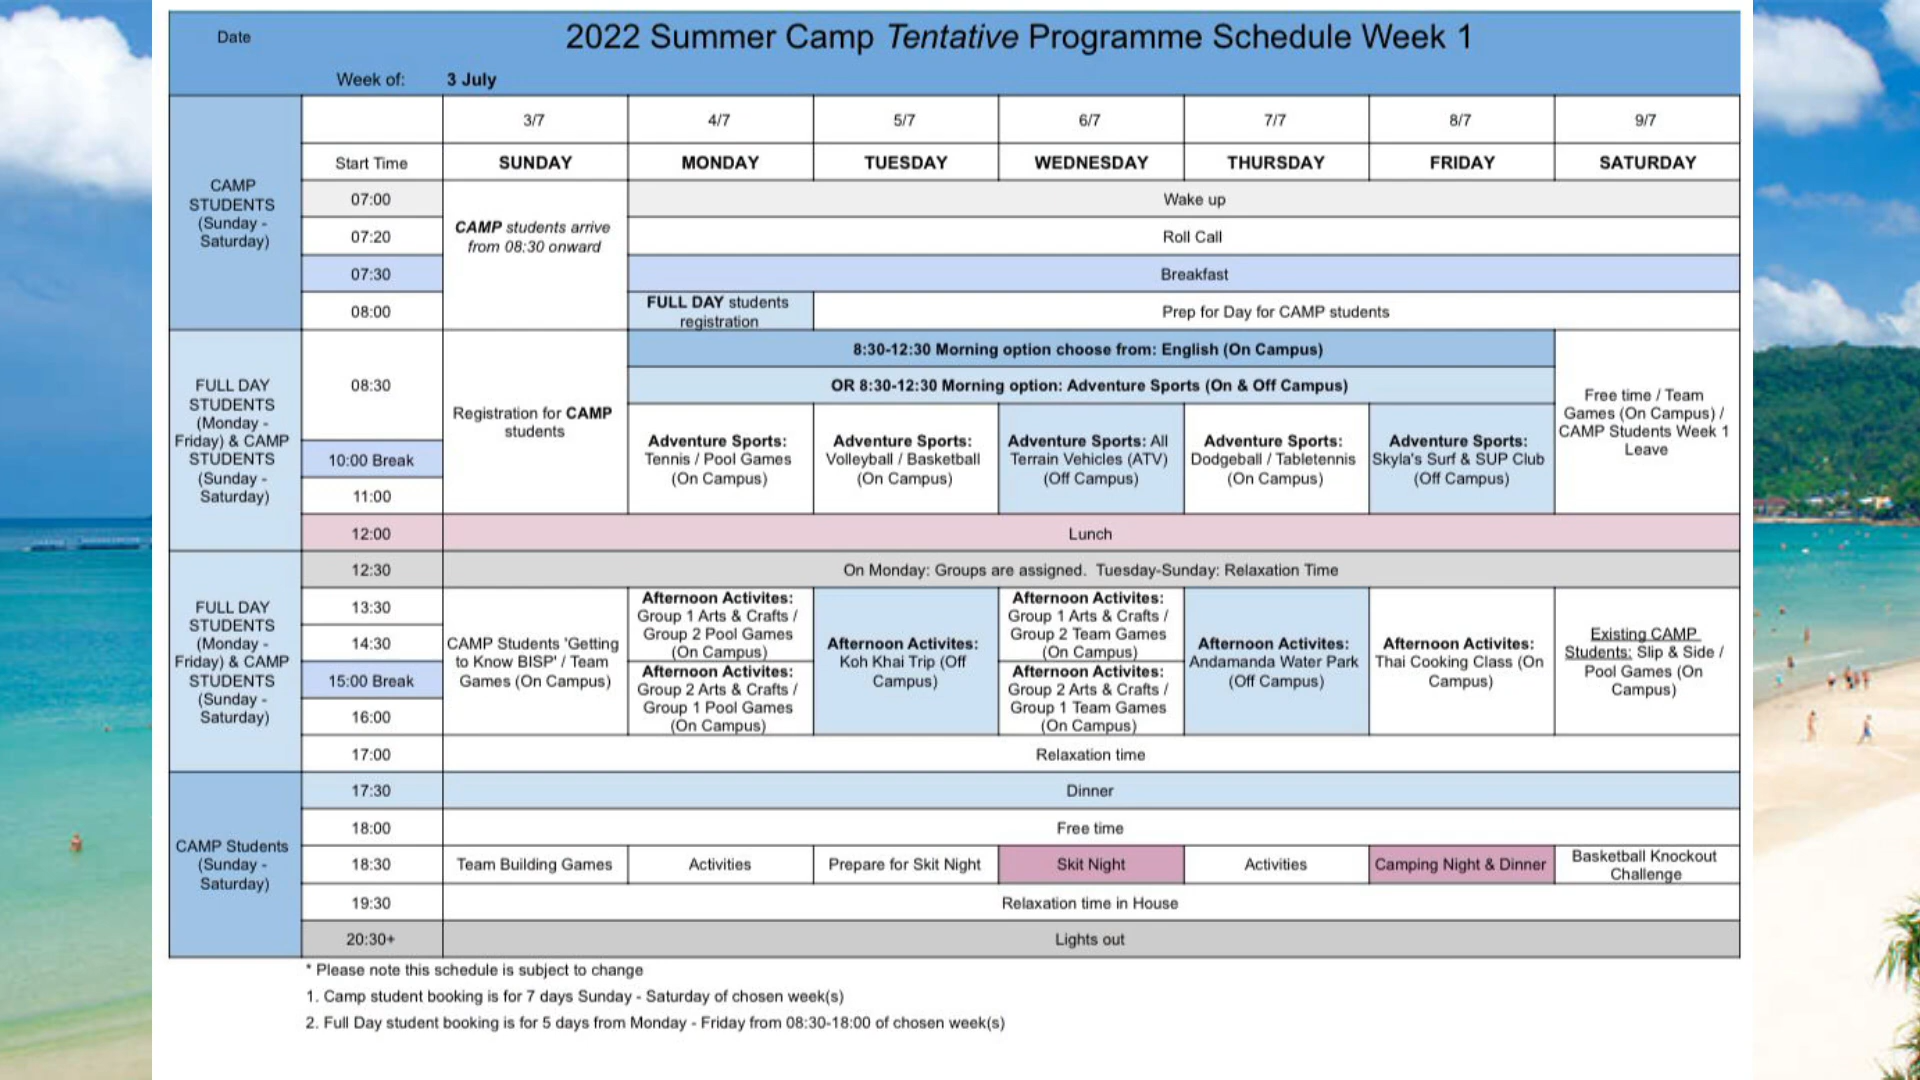 Date
2022 Summer Camp Tentative Programme Schedule Week 1
Week of: 3 July
3/7 4/7 5/7 6/7 7/7 8/7 9/7
Start Time SUNDAY MONDAY TUESDAY WEDNESDAY THURSDAY FRIDAY SATURDAY
CAMP
STUDENTS
(Sunday -
Saturday)
07:00
CAMP students arrive
from 08:30 onward
Wake up
07:20
Roll Call
07:30
Breakfast
08:00
FULL DAY students
registration
Prep for Day for CAMP students
FULL DAY
STUDENTS
(Monday -
Friday) & CAMP
STUDENTS
(Sunday -
Saturday)
08:30
10:00 Break
11:00
Registration for CAMP
students
8:30-12:30 Morning option choose from: English (On Campus)
OR 8:30-12:30 Morning option: Adventure Sports (On & Off Campus)
Adventure Sports:
Tennis / Pool Games
(On Campus)
Adventure Sports:
Volleyball / Basketball
(On Campus)
Adventure Sports: All
Terrain Vehicles (ATV)
(Off Campus)
Adventure Sports:
Dodgeball / Tabletennis
(On Campus)
Adventure Sports:
Skyla's Surf & SUP Club
(Off Campus)
Free time / Team
Games (On Campus) /
CAMP Students Week 1
Leave
12:00
Lunch
FULL DAY
STUDENTS
(Monday -
Friday) & CAMP
STUDENTS
(Sunday -
Saturday)
12:30
On Monday: Groups are assigned. Tuesday-Sunday: Relaxation Time
13:30
14:30
15:00 Break
16:00
CAMP Students 'Getting
to Know BISP' / Team
Games (On Campus)
Afternoon Activites:
Group 1 Arts & Crafts /
Group 2 Pool Games
(On Campus)
Afternoon Activites:
Group 2 Arts & Crafts /
Group 1 Pool Games
(On Campus)
Afternoon Activites:
Koh Khai Trip (Off
Campus)
Afternoon Activites:
Group 1 Arts & Crafts /
Group 2 Team Games
(On Campus)
Afternoon Activites:
Group 2 Arts & Crafts /
Group 1 Team Games
(On Campus)
Afternoon Activites:
Andamanda Water Park
(Off Campus)
Afternoon Activites:
Thai Cooking Class (On
Campus)
Existing CAMP
Students: Slip & Side /
Pool Games (On
Campus)
17:00
Relaxation time
CAMP Students
(Sunday -
Saturday)
17:30
Dinner
18:00
Free time
18:30
Team Building Games
Activities
Prepare for Skit Night
Skit Night
Activities
Camping Night & Dinner
Basketball Knockout
Challenge
19:30
Relaxation time in House
20:30+
Lights out
* Please note this schedule is subject to change
1. Camp student booking is for 7 days Sunday - Saturday of chosen week(s)
2. Full Day student booking is for 5 days from Monday - Friday from 08:30-18:00 of chosen week(s)